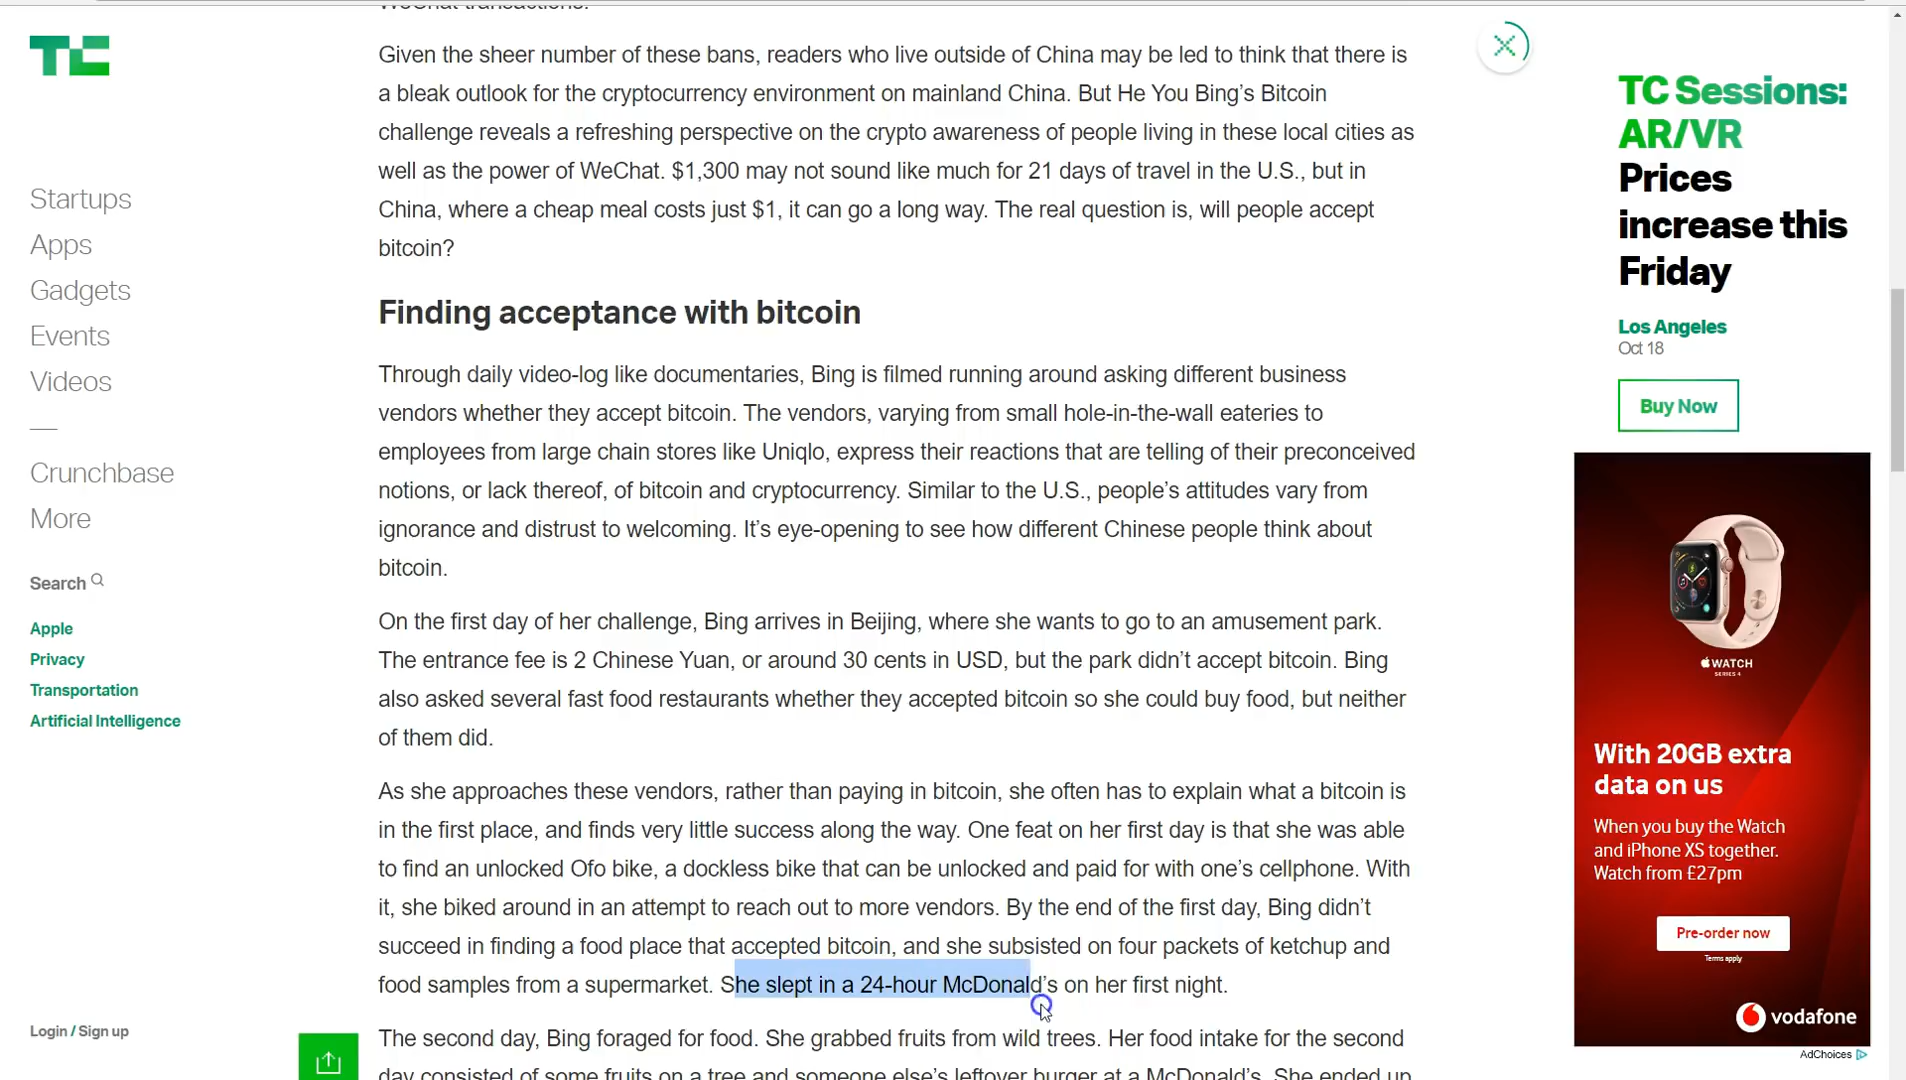 WeChat transactions.
TC
Given the sheer number of these bans, readers who live outside of China may be led to think that there is
a bleak outlook for the cryptocurrency environment on mainland China. But He You Bing’s Bitcoin
challenge reveals a refreshing perspective on the crypto awareness of people living in these local cities as
well as the power of WeChat. $1,300 may not sound like much for 21 days of travel in the U.S., but in
China, where a cheap meal costs just $1, it can go a long way. The real question is, will people accept
bitcoin?
Finding acceptance with bitcoin
Through daily video-log like documentaries, Bing is filmed running around asking different business
vendors whether they accept bitcoin. The vendors, varying from small hole-in-the-wall eateries to
employees from large chain stores like Uniqlo, express their reactions that are telling of their preconceived
notions, or lack thereof, of bitcoin and cryptocurrency. Similar to the U.S., people’s attitudes vary from
ignorance and distrust to welcoming. It’s eye-opening to see how different Chinese people think about
bitcoin.
On the first day of her challenge, Bing arrives in Beijing, where she wants to go to an amusement park.
The entrance fee is 2 Chinese Yuan, or around 30 cents in USD, but the park didn’t accept bitcoin. Bing
also asked several fast food restaurants whether they accepted bitcoin so she could buy food, but neither
of them did.
As she approaches these vendors, rather than paying in bitcoin, she often has to explain what a bitcoin is
in the first place, and finds very little success along the way. One feat on her first day is that she was able
to find an unlocked Ofo bike, a dockless bike that can be unlocked and paid for with one’s cellphone. With
it, she biked around in an attempt to reach out to more vendors. By the end of the first day, Bing didn’t
succeed in finding a food place that accepted bitcoin, and she subsisted on four packets of ketchup and
food samples from a supermarket. She slept in a 24-hour McDonald’s on her first night.
The second day, Bing foraged for food. She grabbed fruits from wild trees. Her food intake for the second
day consisted of some fruits on a tree and someone else’s leftover burger at a McDonald’s. She ended up
Startups
Apps
Gadgets
Events
Videos
Crunchbase
More
Search
Apple
Privacy
Transportation
Artificial Intelligence
Login / Sign up
TC Sessions:
AR/VR
Prices
increase this
Friday
Los Angeles
Oct 18
Buy Now
WATCH
SERIES 4
With 20GB extra
data on us
When you buy the Watch
and iPhone XS together.
Watch from £27pm
Pre-order now
Terms apply
vodafone
AdChoices